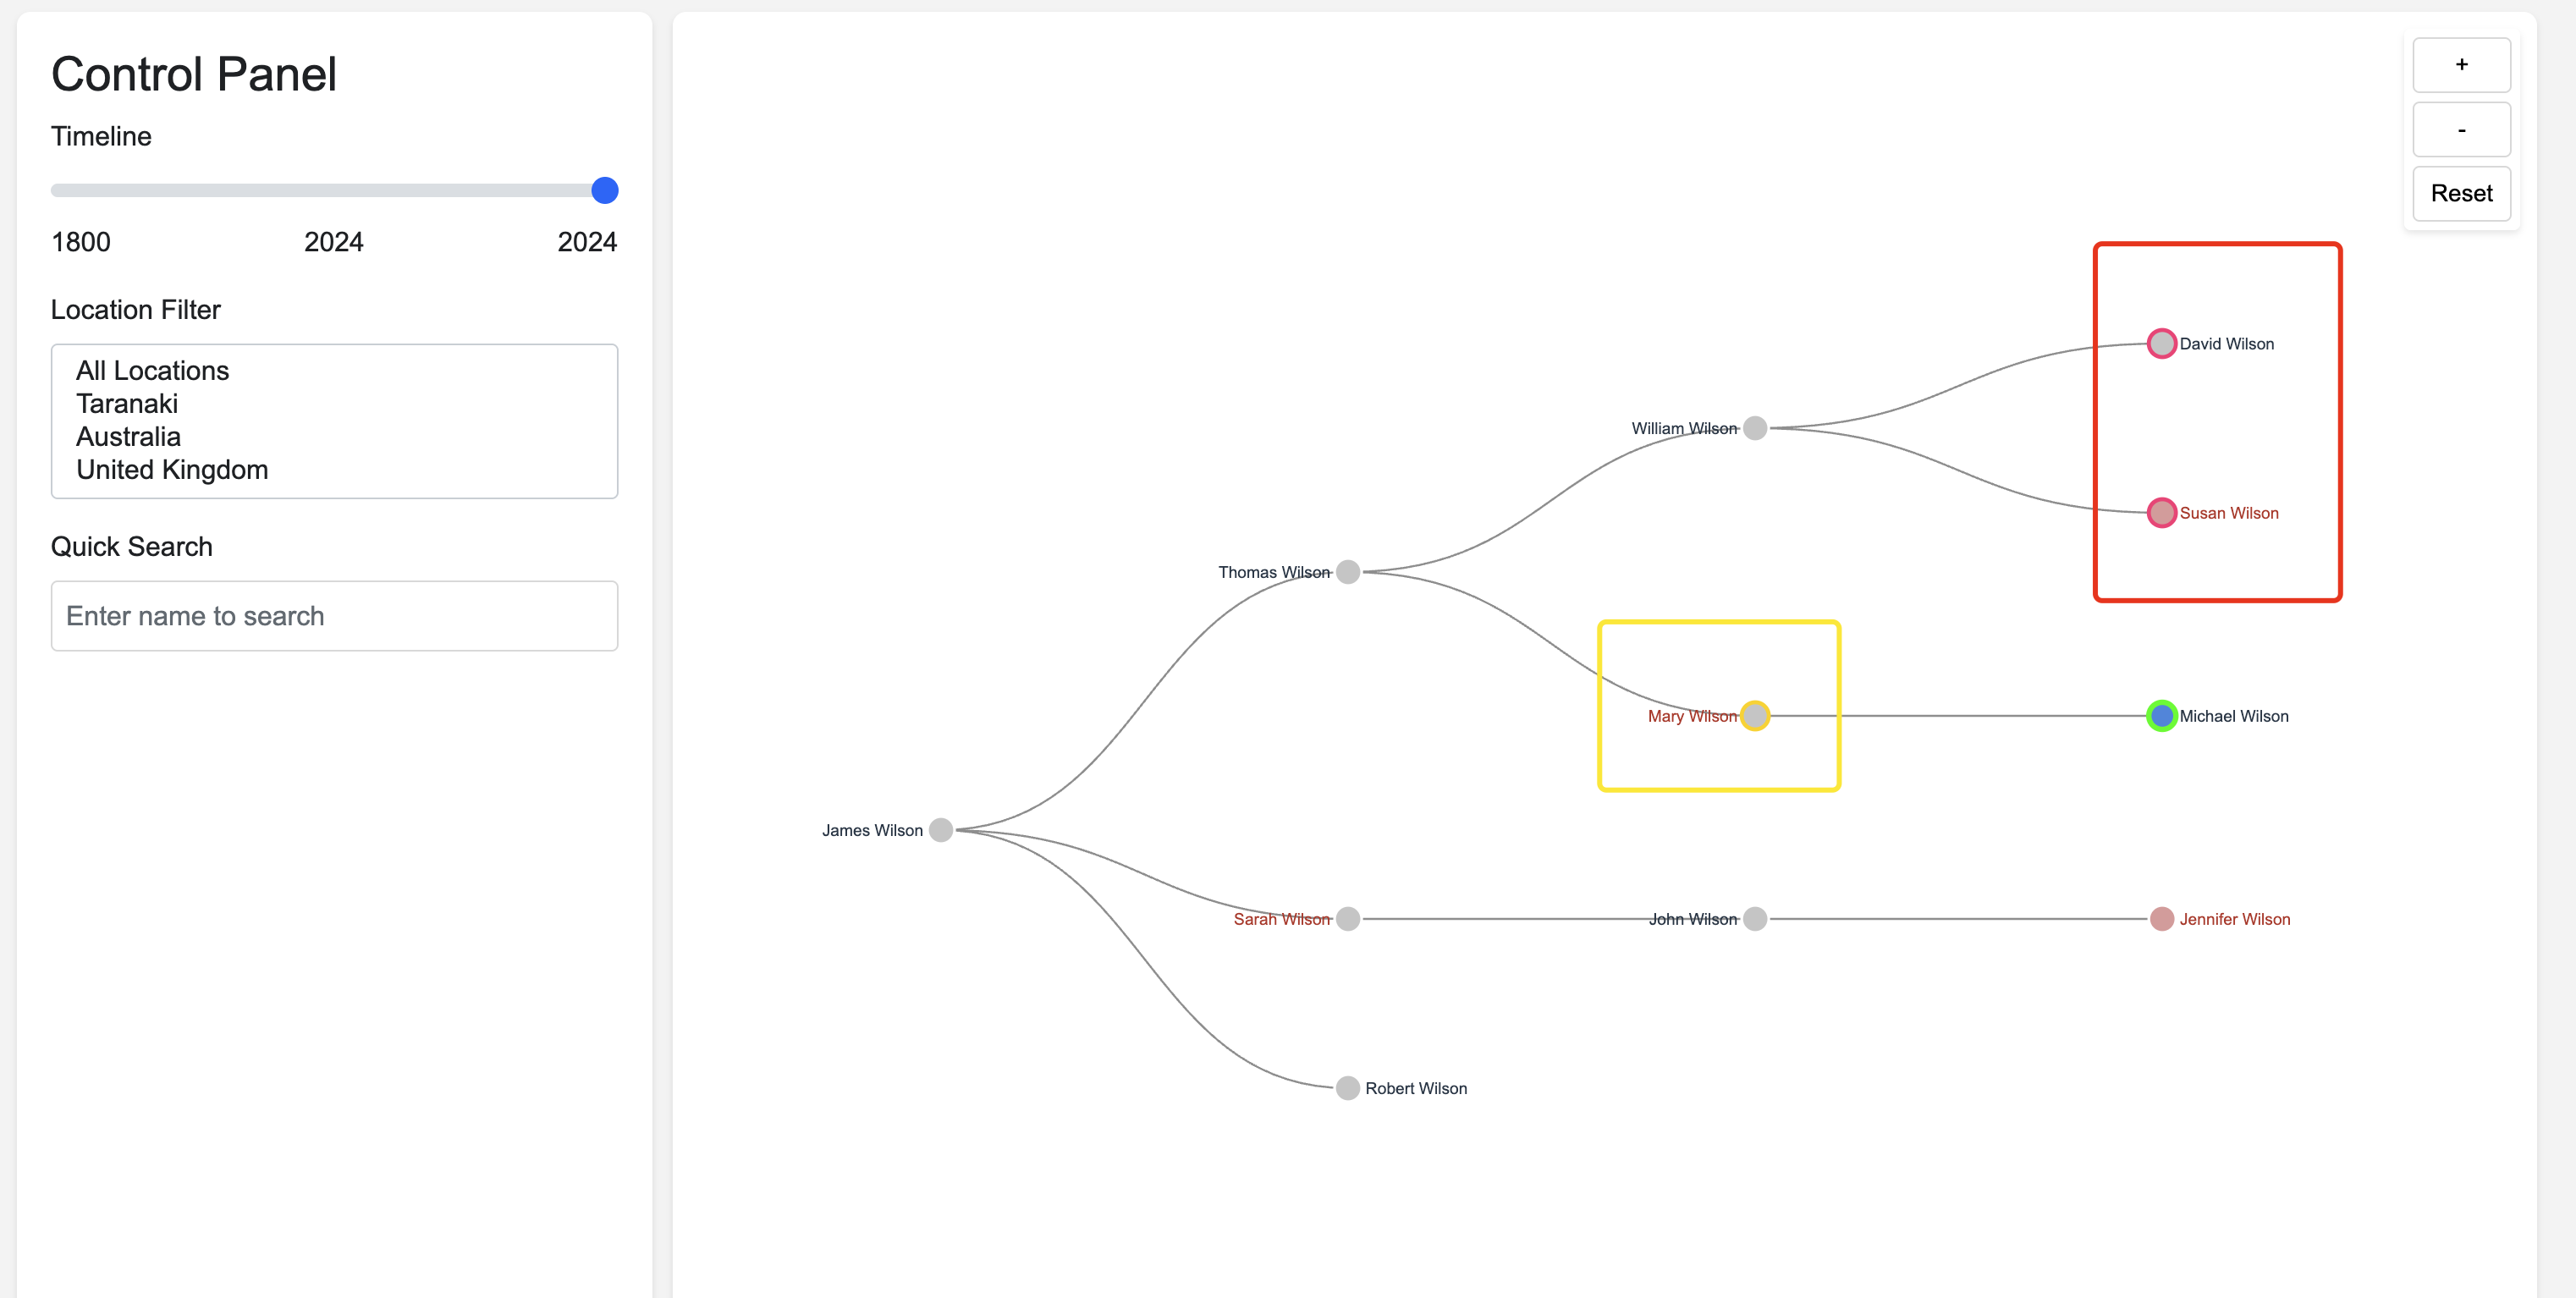 Control Panel
Timeline
1800 2024 2024
Location Filter
All Locations
Taranaki
Australia
United Kingdom
Quick Search
Enter name to search
+
-
Reset
David Wilson
William Wilson
Susan Wilson
Thomas Wilson
Mary Wilson
Michael Wilson
James Wilson
Sarah Wilson
John Wilson
Jennifer Wilson
Robert Wilson